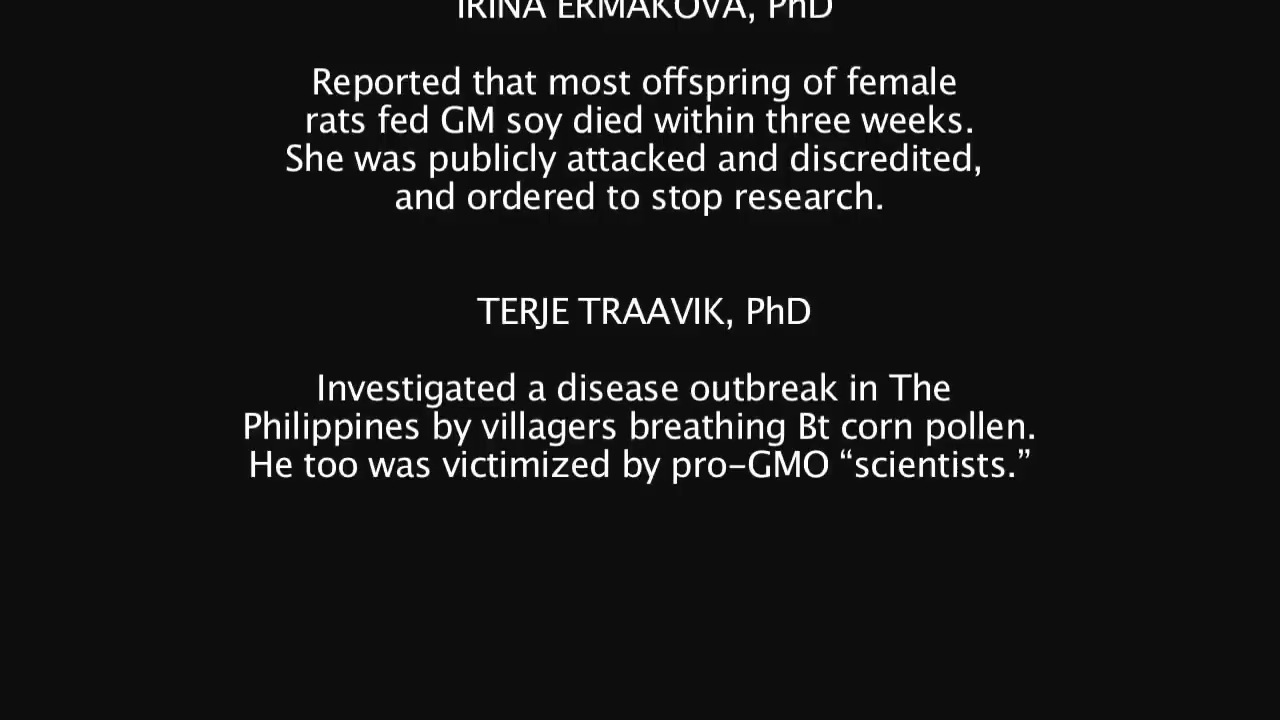 IRINA ERMAKOVA, PhD
Reported that most offspring of female
rats fed GM soy died within three weeks.
She was publicly attacked and discredited,
and ordered to stop research.
TERJE TRAAVIK, PhD
Investigated a disease outbreak in The
Philippines by villagers breathing Bt corn pollen.
He too was victimized by pro-GMO “scientists.”